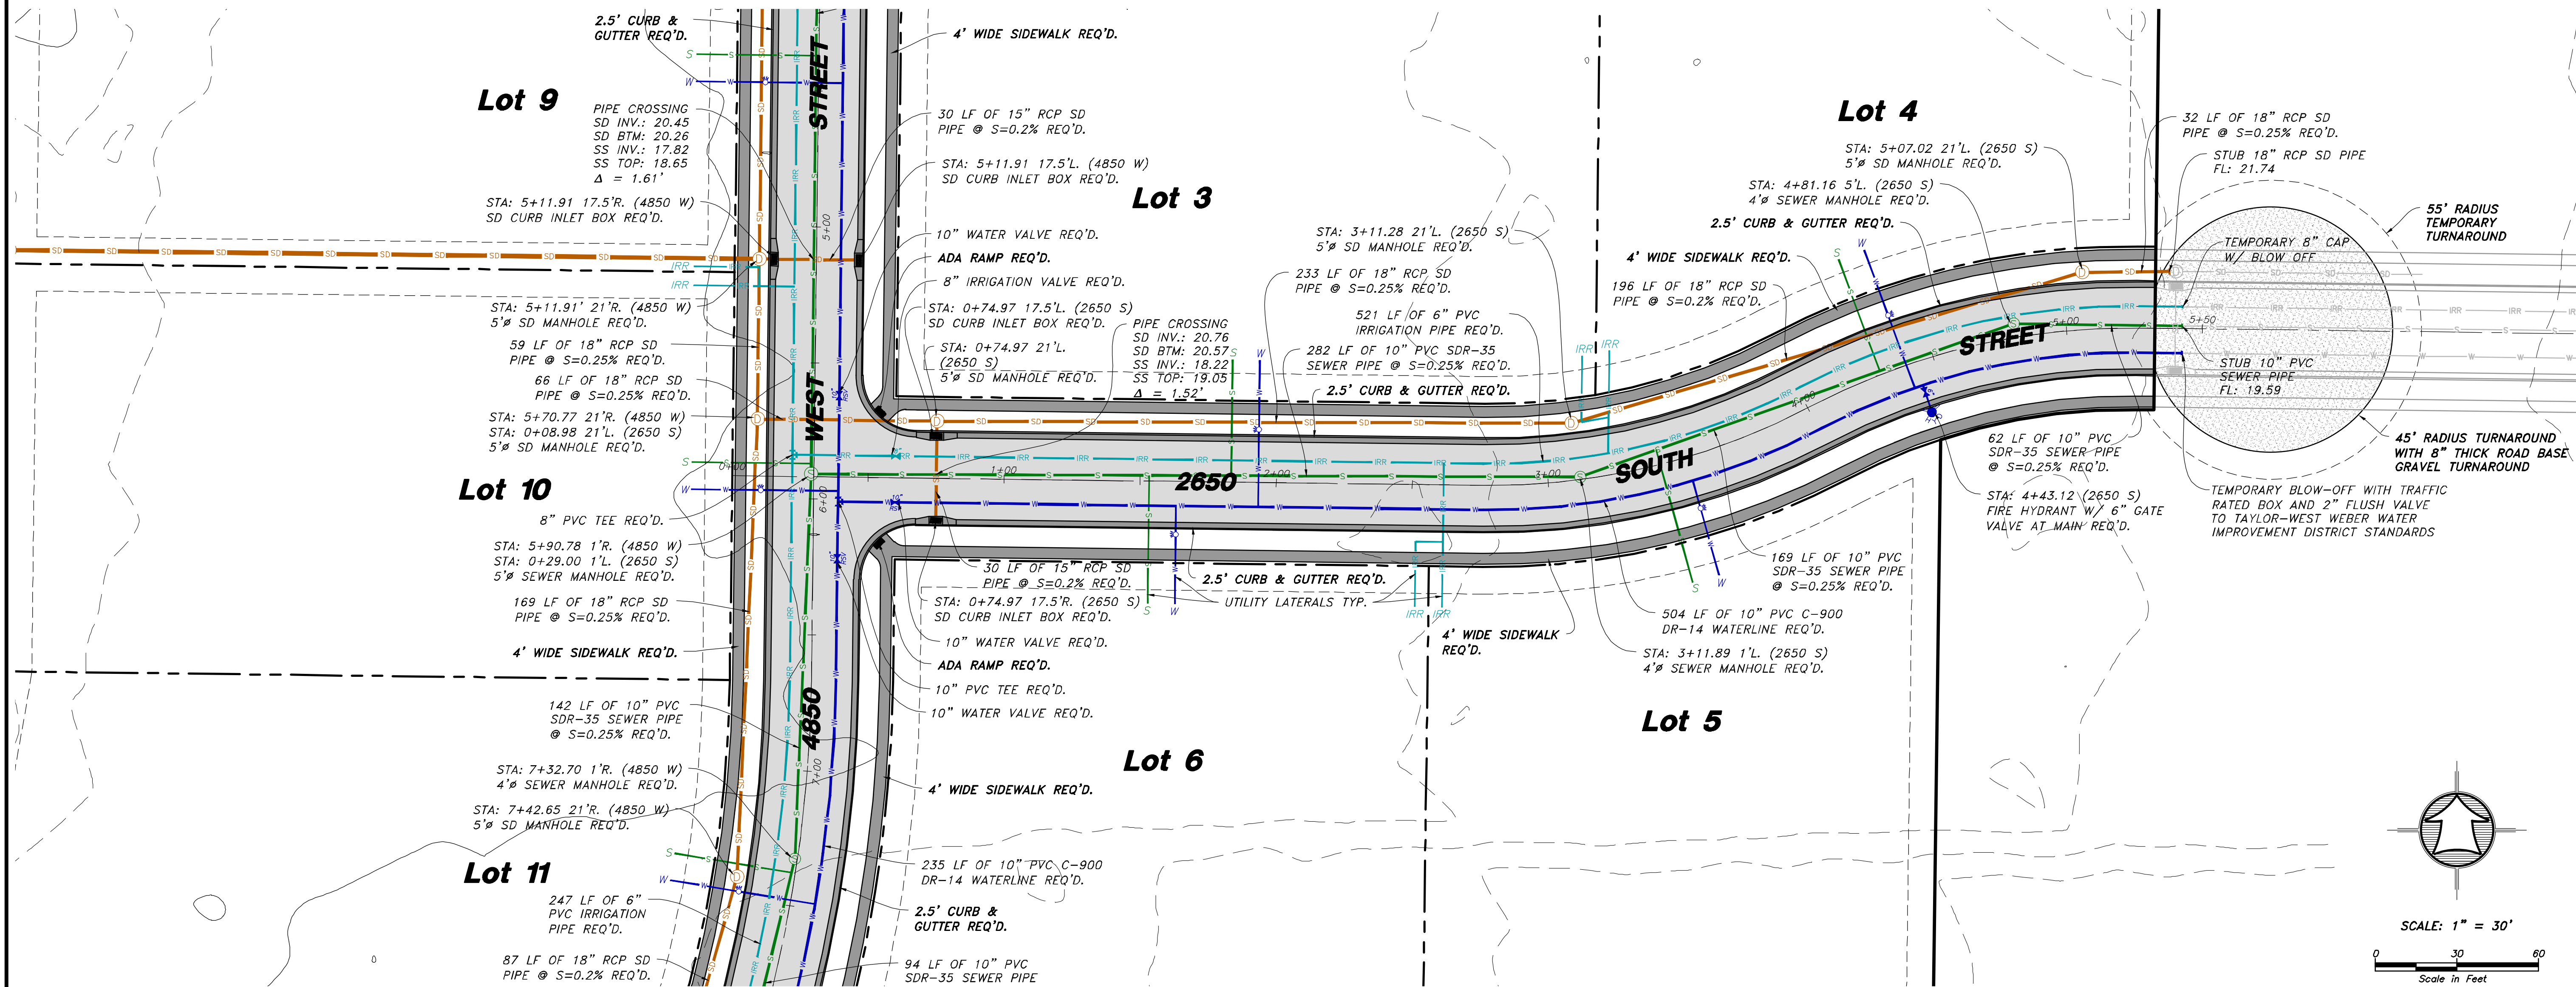 2.5' CURB &
GUTTER REQ'D.
4' WIDE SIDEWALK REQ'D.
STREET
Lot 9
PIPE CROSSING
SD INV.: 20.45
SD BTM: 20.26
SS INV.: 17.82
SS TOP: 18.65
Δ = 1.61'
30 LF OF 15" RCP SD
PIPE @ S=0.2% REQ'D.
STA: 5+11.91 17.5'L. (4850 W)
SD CURB INLET BOX REQ'D.
STA: 5+11.91 17.5'R. (4850 W)
SD CURB INLET BOX REQ'D.
5+00
10" WATER VALVE REQ'D.
ADA RAMP REQ'D.
8" IRRIGATION VALVE REQ'D.
STA: 0+74.97 17.5'L. (2650 S)
SD CURB INLET BOX REQ'D.
STA: 0+74.97 21'L.
(2650 S)
5'ø SD MANHOLE REQ'D.
Lot 3
PIPE CROSSING
SD INV.: 20.76
SD BTM: 20.57
SS INV.: 18.22
SS TOP: 19.05
Δ = 1.52'
STA: 3+11.28 21'L. (2650 S)
5'ø SD MANHOLE REQ'D.
233 LF OF 18" RCP SD
PIPE @ S=0.25% REQ'D.
521 LF OF 6" PVC
IRRIGATION PIPE REQ'D.
282 LF OF 10" PVC SDR-35
SEWER PIPE @ S=0.25% REQ'D.
2.5' CURB & GUTTER REQ'D.
Lot 4
STA: 5+07.02 21'L. (2650 S)
5'ø SD MANHOLE REQ'D.
STA: 4+81.16 5'L. (2650 S)
4'ø SEWER MANHOLE REQ'D.
2.5' CURB & GUTTER REQ'D.
4' WIDE SIDEWALK REQ'D.
196 LF OF 18" RCP SD
PIPE @ S=0.2% REQ'D.
32 LF OF 18" RCP SD
PIPE @ S=0.25% REQ'D.
STUB 18" RCP SD PIPE
FL: 21.74
55' RADIUS
TEMPORARY
TURNAROUND
TEMPORARY 8" CAP
W/ BLOW OFF
5+00
5+50
STUB 10" PVC
SEWER PIPE
FL: 19.59
45' RADIUS TURNAROUND
WITH 8" THICK ROAD BASE
GRAVEL TURNAROUND
TEMPORARY BLOW-OFF WITH TRAFFIC
RATED BOX AND 2" FLUSH VALVE
TO TAYLOR-WEST WEBER WATER
IMPROVEMENT DISTRICT STANDARDS
62 LF OF 10" PVC
SDR-35 SEWER PIPE
@ S=0.25% REQ'D.
STA: 4+43.12 (2650 S)
FIRE HYDRANT W/ 6" GATE
VALVE AT MAIN REQ'D.
STA: 5+11.91' 21'R. (4850 W)
5'ø SD MANHOLE REQ'D.
59 LF OF 18" RCP SD
PIPE @ S=0.25% REQ'D.
66 LF OF 18" RCP SD
PIPE @ S=0.25% REQ'D.
STA: 5+70.77 21'R. (4850 W)
STA: 0+08.98 21'L. (2650 S)
5'ø SD MANHOLE REQ'D.
WEST
0+00
1+00
2+00
3+00
4+00
2650
SOUTH
STREET
Lot 10
6+00
8" PVC TEE REQ'D.
STA: 5+90.78 1'R. (4850 W)
STA: 0+29.00 1'L. (2650 S)
5'ø SEWER MANHOLE REQ'D.
169 LF OF 18" RCP SD
PIPE @ S=0.25% REQ'D.
4' WIDE SIDEWALK REQ'D.
30 LF OF 15" RCP SD
PIPE @ S=0.2% REQ'D.
STA: 0+74.97 17.5'R. (2650 S)
SD CURB INLET BOX REQ'D.
10" WATER VALVE REQ'D.
ADA RAMP REQ'D.
10" PVC TEE REQ'D.
10" WATER VALVE REQ'D.
2.5' CURB & GUTTER REQ'D.
UTILITY LATERALS TYP.
4' WIDE SIDEWALK
REQ'D.
169 LF OF 10" PVC
SDR-35 SEWER PIPE
@ S=0.25% REQ'D.
504 LF OF 10" PVC C-900
DR-14 WATERLINE REQ'D.
STA: 3+11.89 1'L. (2650 S)
4'ø SEWER MANHOLE REQ'D.
142 LF OF 10" PVC
SDR-35 SEWER PIPE
@ S=0.25% REQ'D.
4850
7+00
STA: 7+32.70 1'R. (4850 W)
4'ø SEWER MANHOLE REQ'D.
STA: 7+42.65 21'R. (4850 W)
5'ø SD MANHOLE REQ'D.
Lot 6
Lot 5
4' WIDE SIDEWALK REQ'D.
Lot 11
235 LF OF 10" PVC C-900
DR-14 WATERLINE REQ'D.
247 LF OF 6"
PVC IRRIGATION
PIPE REQ'D.
2.5' CURB &
GUTTER REQ'D.
87 LF OF 18" RCP SD
PIPE @ S=0.2% REQ'D.
94 LF OF 10" PVC
SDR-35 SEWER PIPE
SCALE: 1" = 30'
0 30 60
Scale in Feet